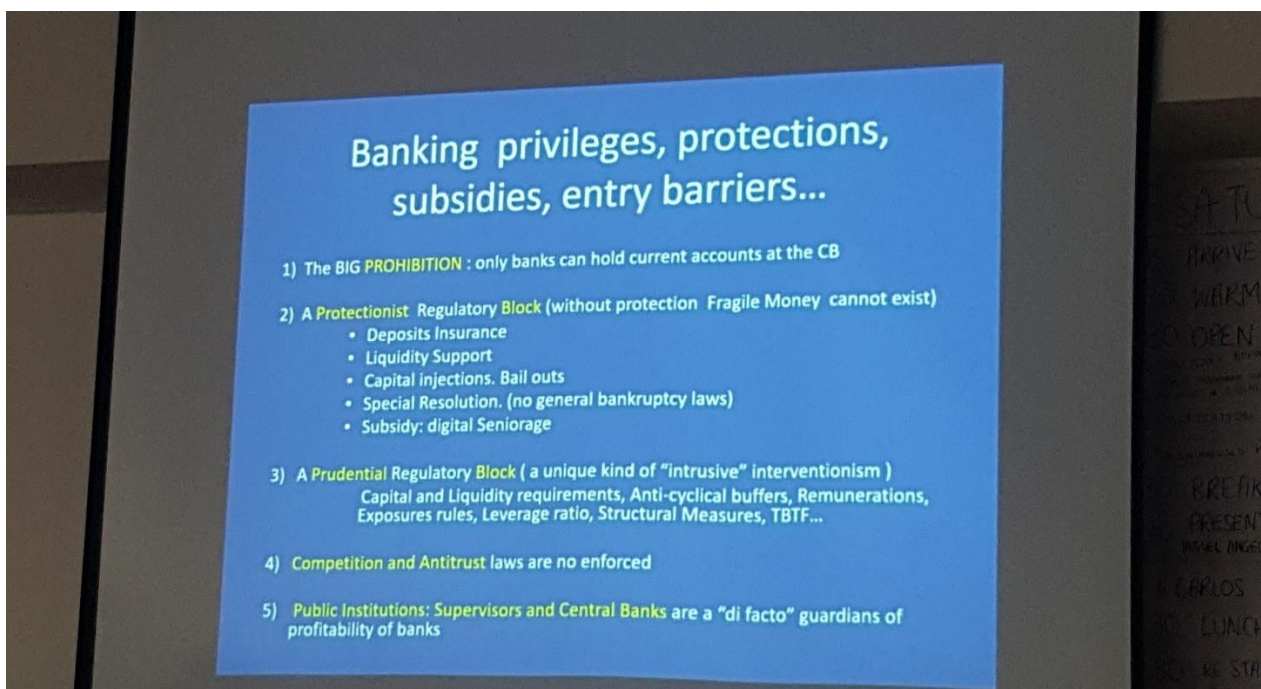 Banking privileges, protections,
subsidies, entry barriers...
1) The BIG PROHIBITION : only banks can hold current accounts at the CB
2) A Protectionist Regulatory Block (without protection Fragile Money cannot exist)
• Deposits Insurance
• Liquidity Support
• Capital injections. Bail outs
• Special Resolution. (no general bankruptcy laws)
• Subsidy: digital Seniorage
3) A Prudential Regulatory Block ( a unique kind of "intrusive" interventionism )
Capital and Liquidity requirements, Anti-cyclical buffers, Remunerations,
Exposures rules, Leverage ratio, Structural Measures, TBTF...
4) Competition and Antitrust laws are no enforced
5) Public Institutions: Supervisors and Central Banks are a "di facto" guardians of
profitability of banks
ARRIVE
OPEN
CARLOS